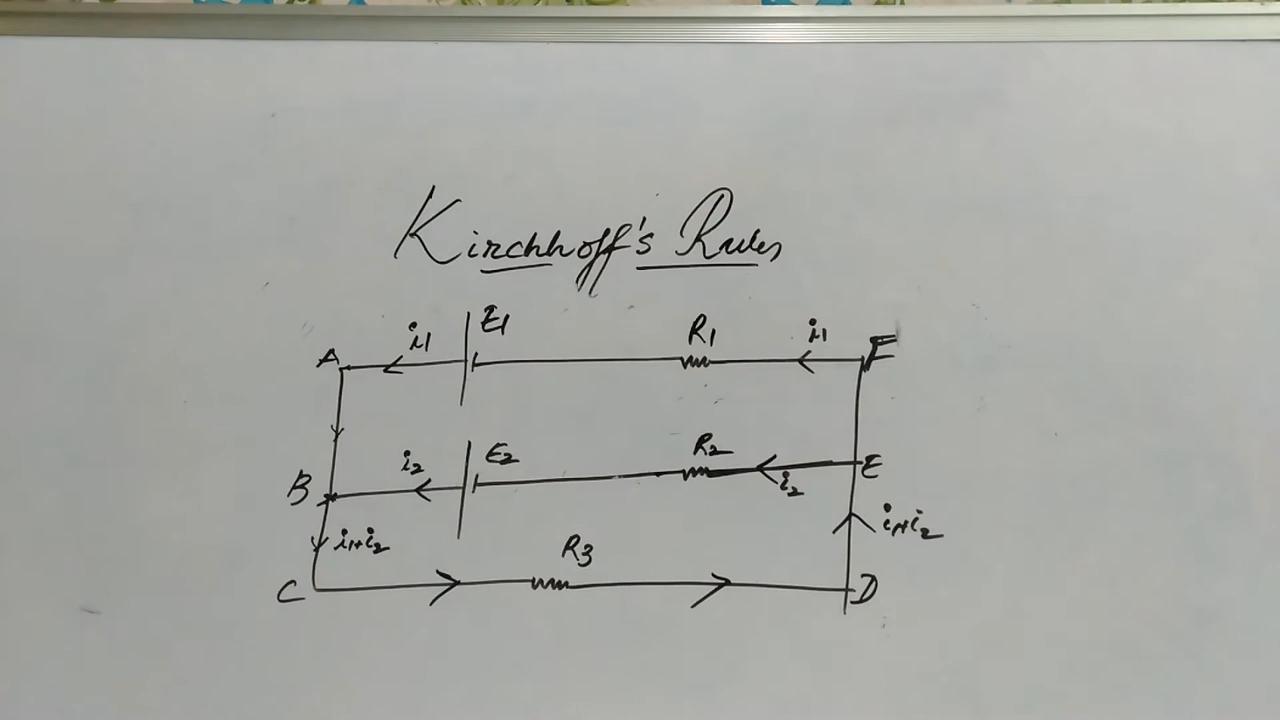 Kirchhoff's Rules
A i1 E1 R1 i1 F
B i2 E2 R2 i2 E
i1+i2 i1+i2
C R3 D